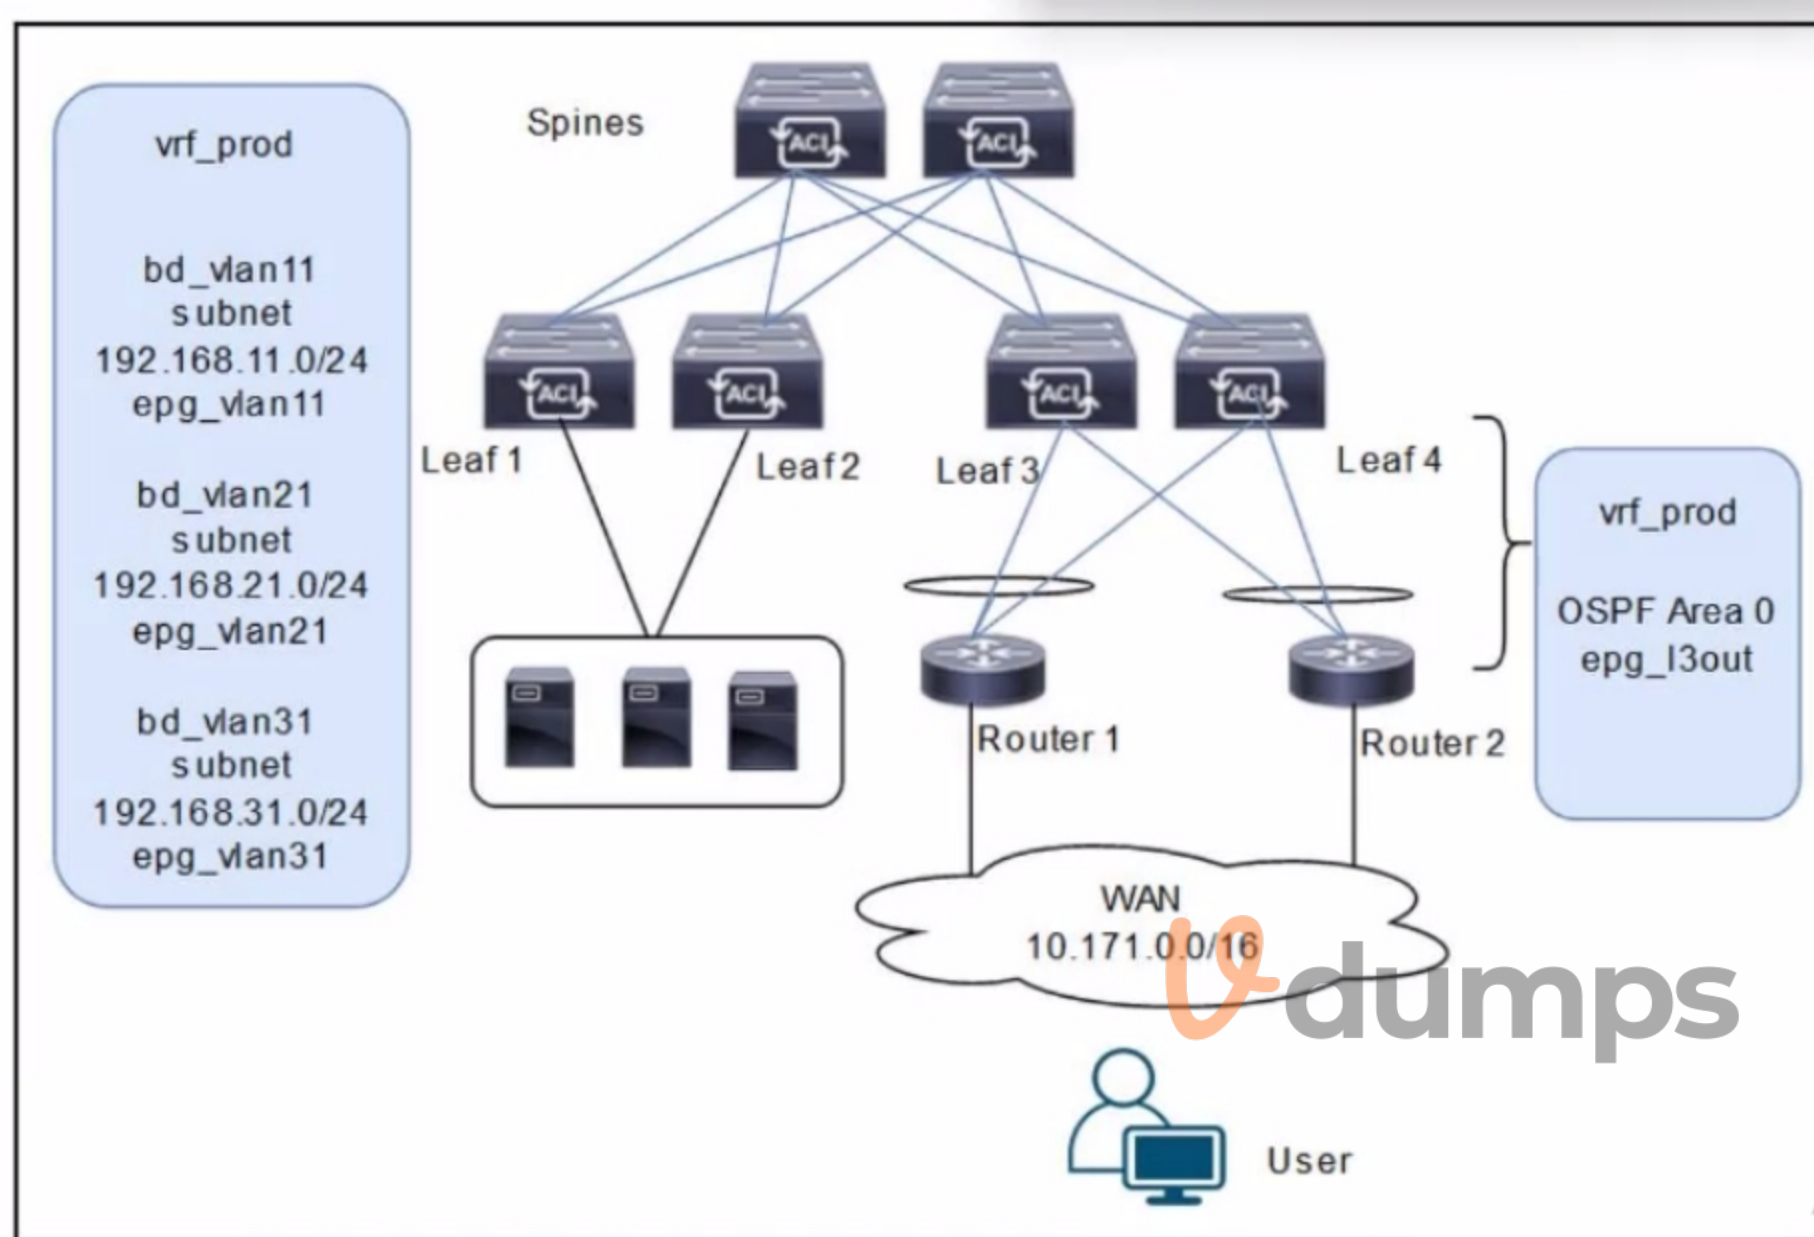 vrf_prod
bd_vlan11
subnet
192.168.11.0/24
epg_vlan11
bd_vlan21
subnet
192.168.21.0/24
epg_vlan21
bd_vlan31
subnet
192.168.31.0/24
epg_vlan31
Spines
ACI
ACI
ACI
ACI
ACI
ACI
Leaf 1
Leaf 2
Leaf 3
Leaf 4
vrf_prod
OSPF Area 0
epg_l3out
Router 1
Router 2
WAN
10.171.0.0/16
Vdumps
User